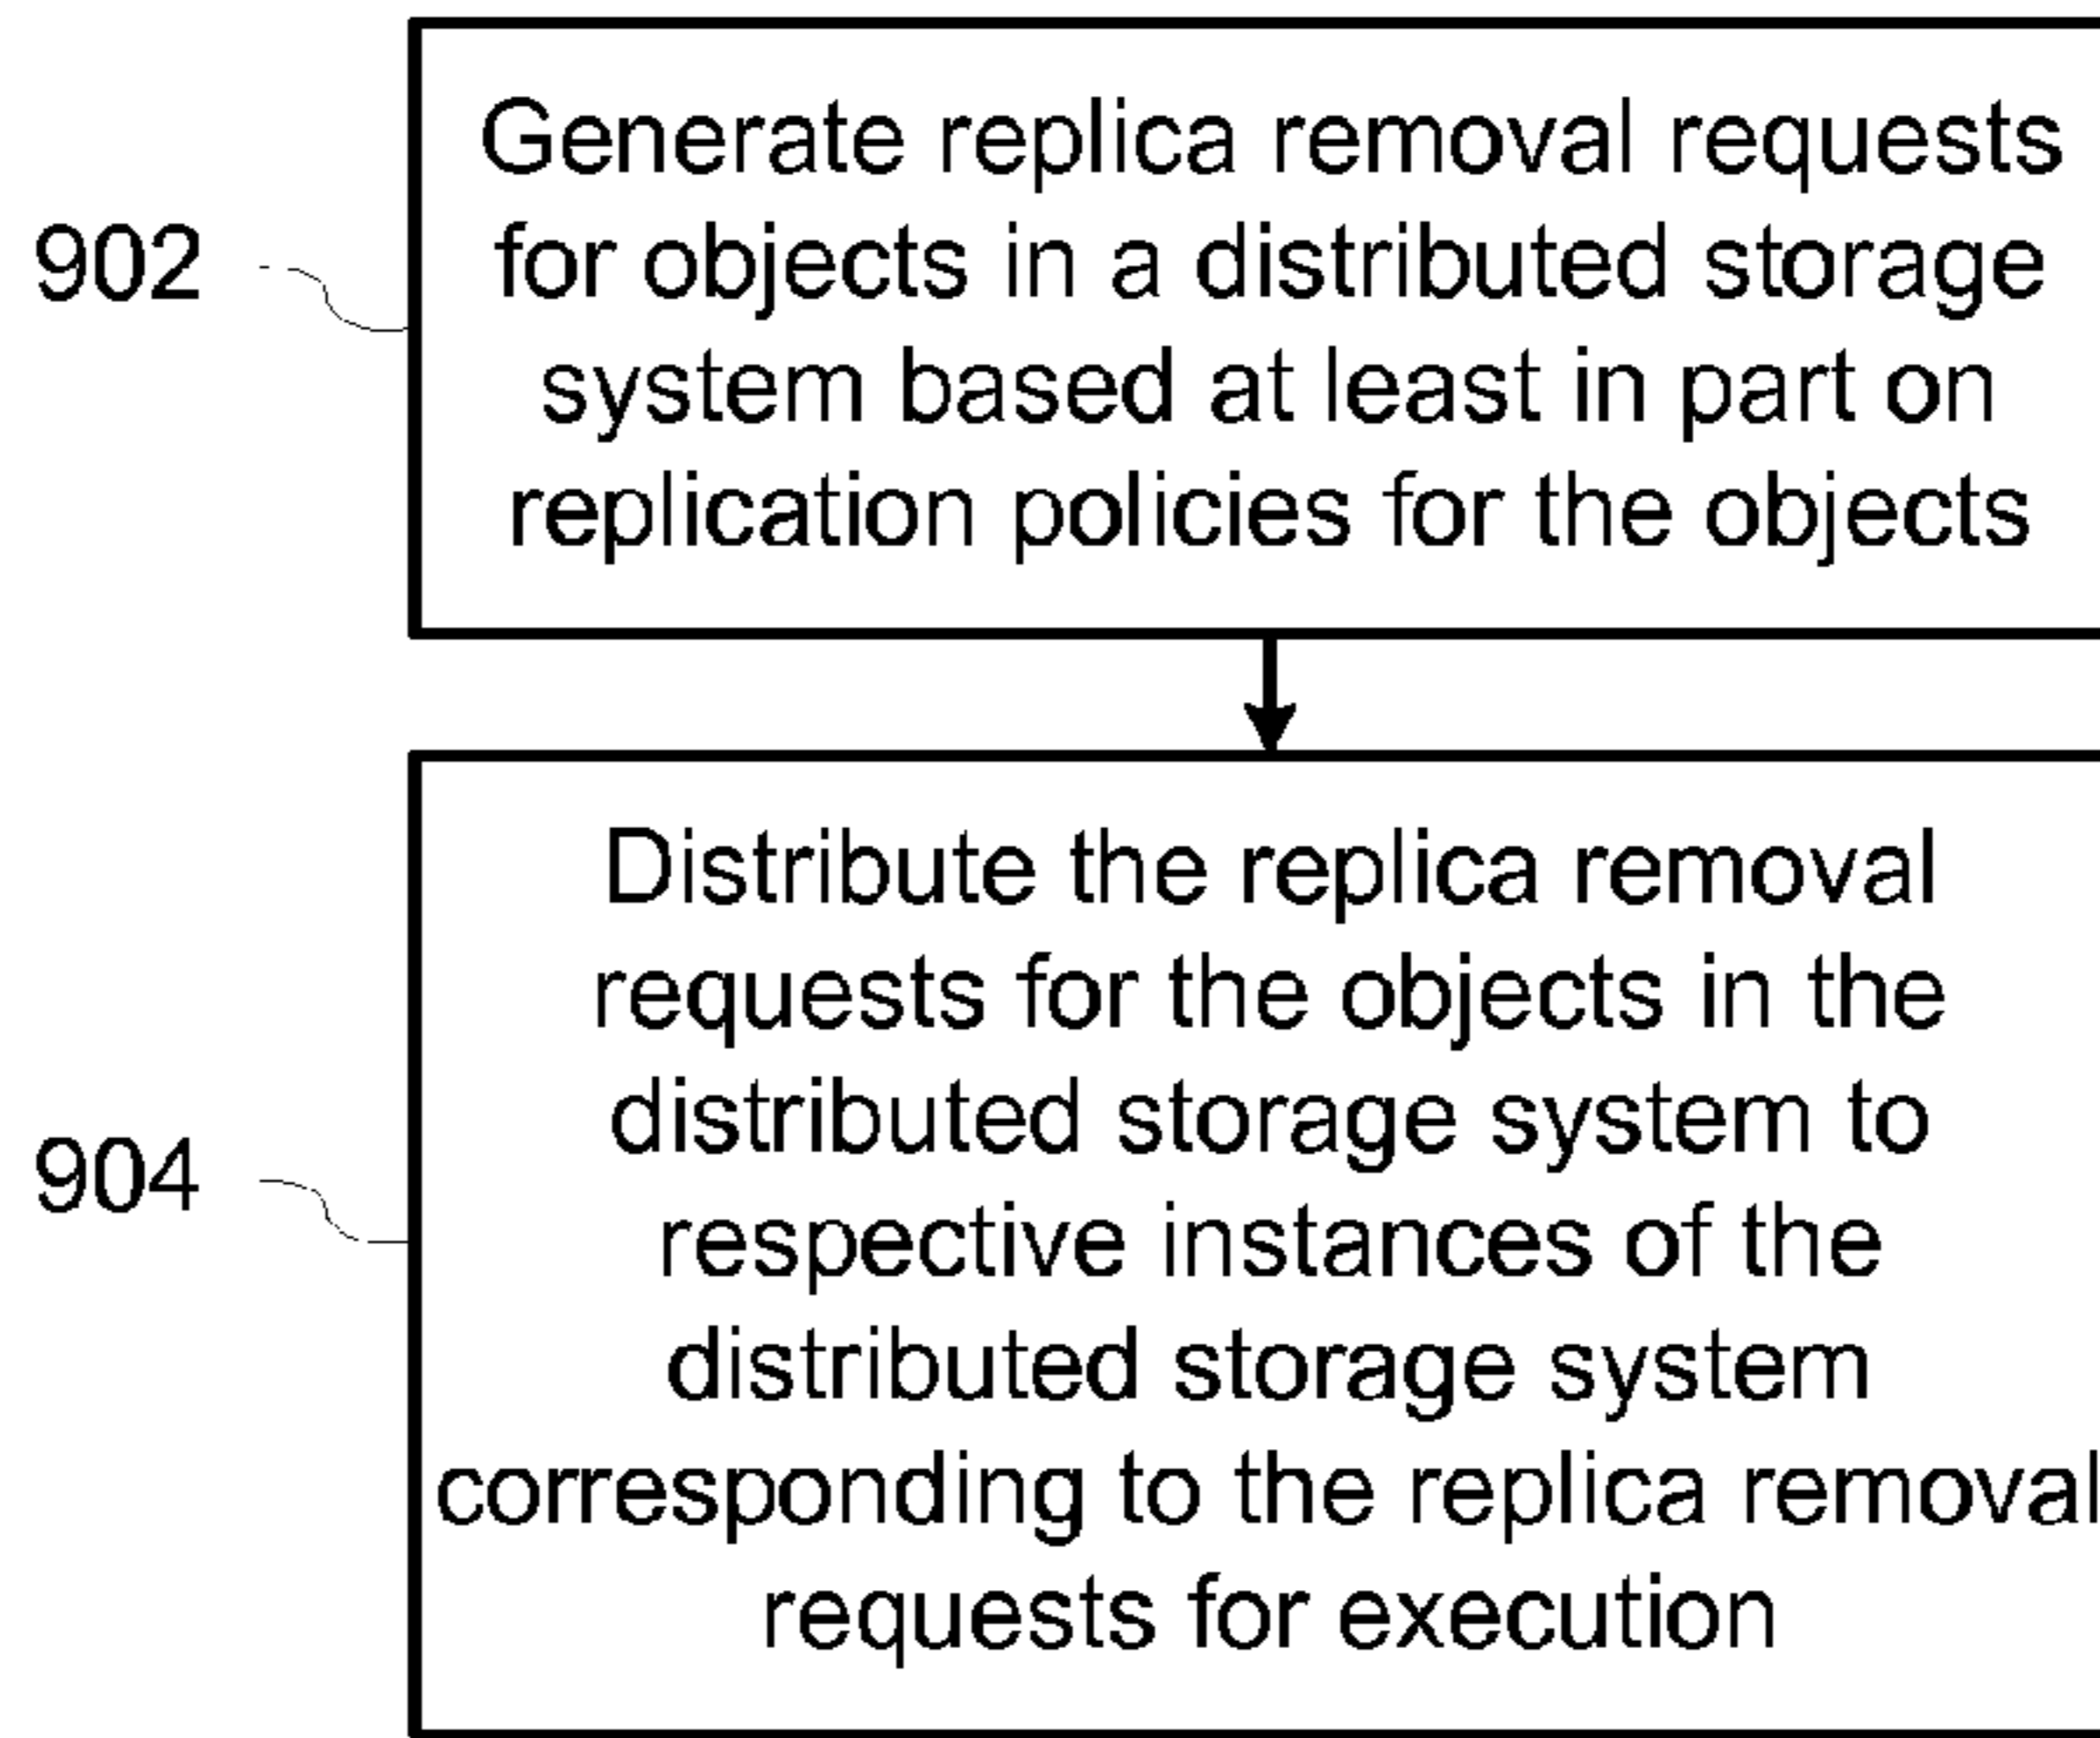 902
Generate replica removal requests
for objects in a distributed storage
system based at least in part on
replication policies for the objects
904
Distribute the replica removal
requests for the objects in the
distributed storage system to
respective instances of the
distributed storage system
corresponding to the replica removal
requests for execution